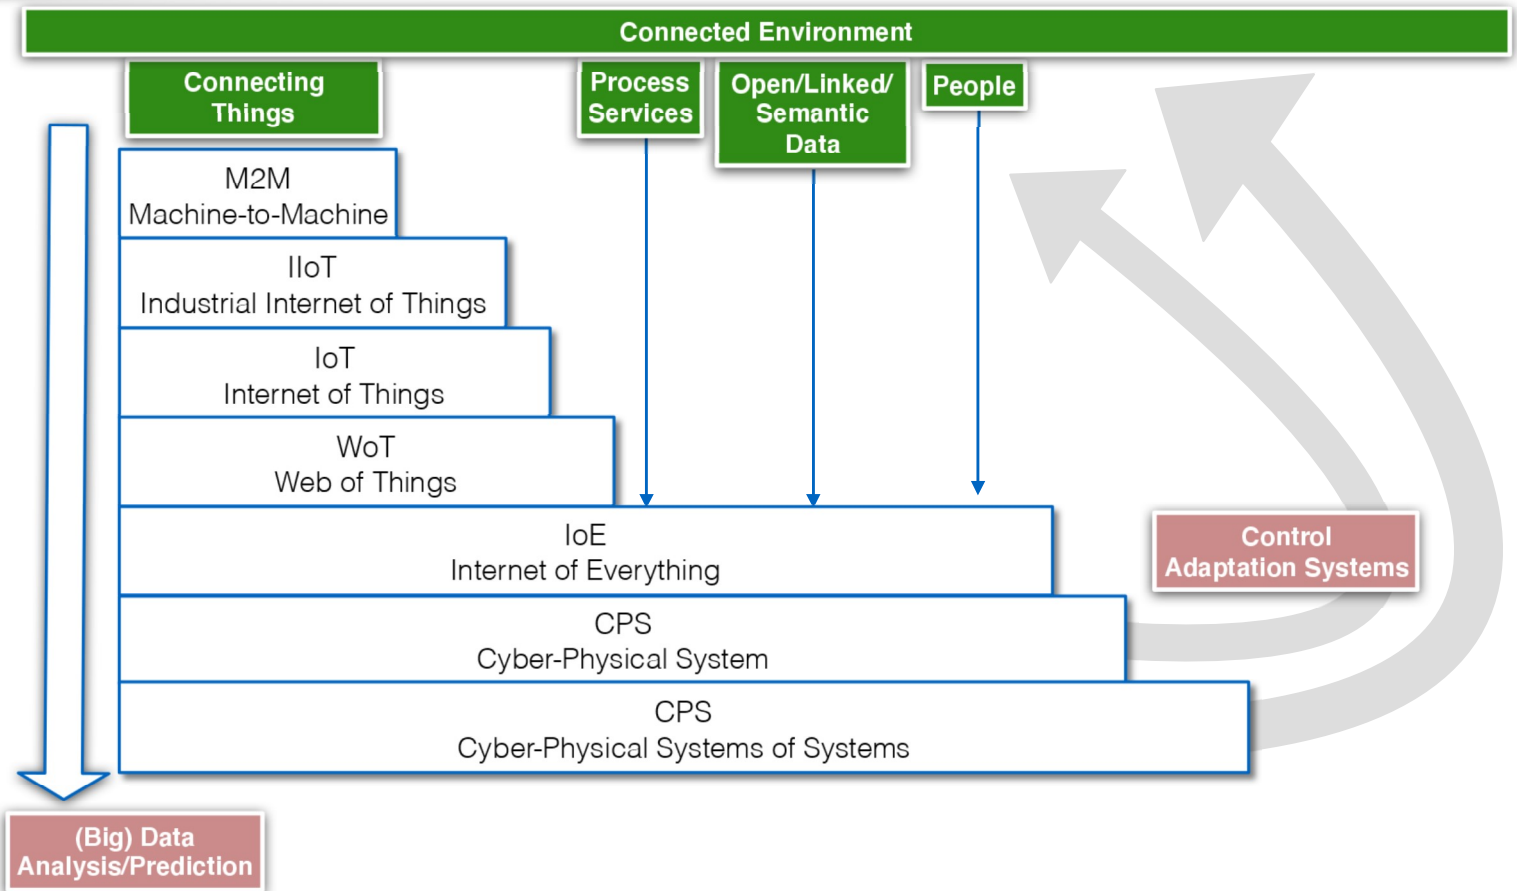 Connected Environment
Connecting
Things
Process
Services
Open/Linked/
Semantic
Data
People
M2M
Machine-to-Machine
IIoT
Industrial Internet of Things
IoT
Internet of Things
WoT
Web of Things
IoE
Internet of Everything
Control
Adaptation Systems
CPS
Cyber-Physical System
CPS
Cyber-Physical Systems of Systems
(Big) Data
Analysis/Prediction